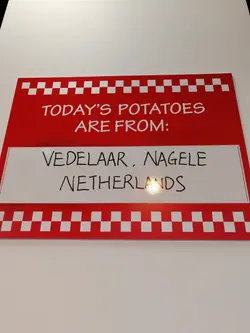 TODAY'S POTATOES
ARE FROM:
VEDELAAR, NAGELE
NETHERLANDS